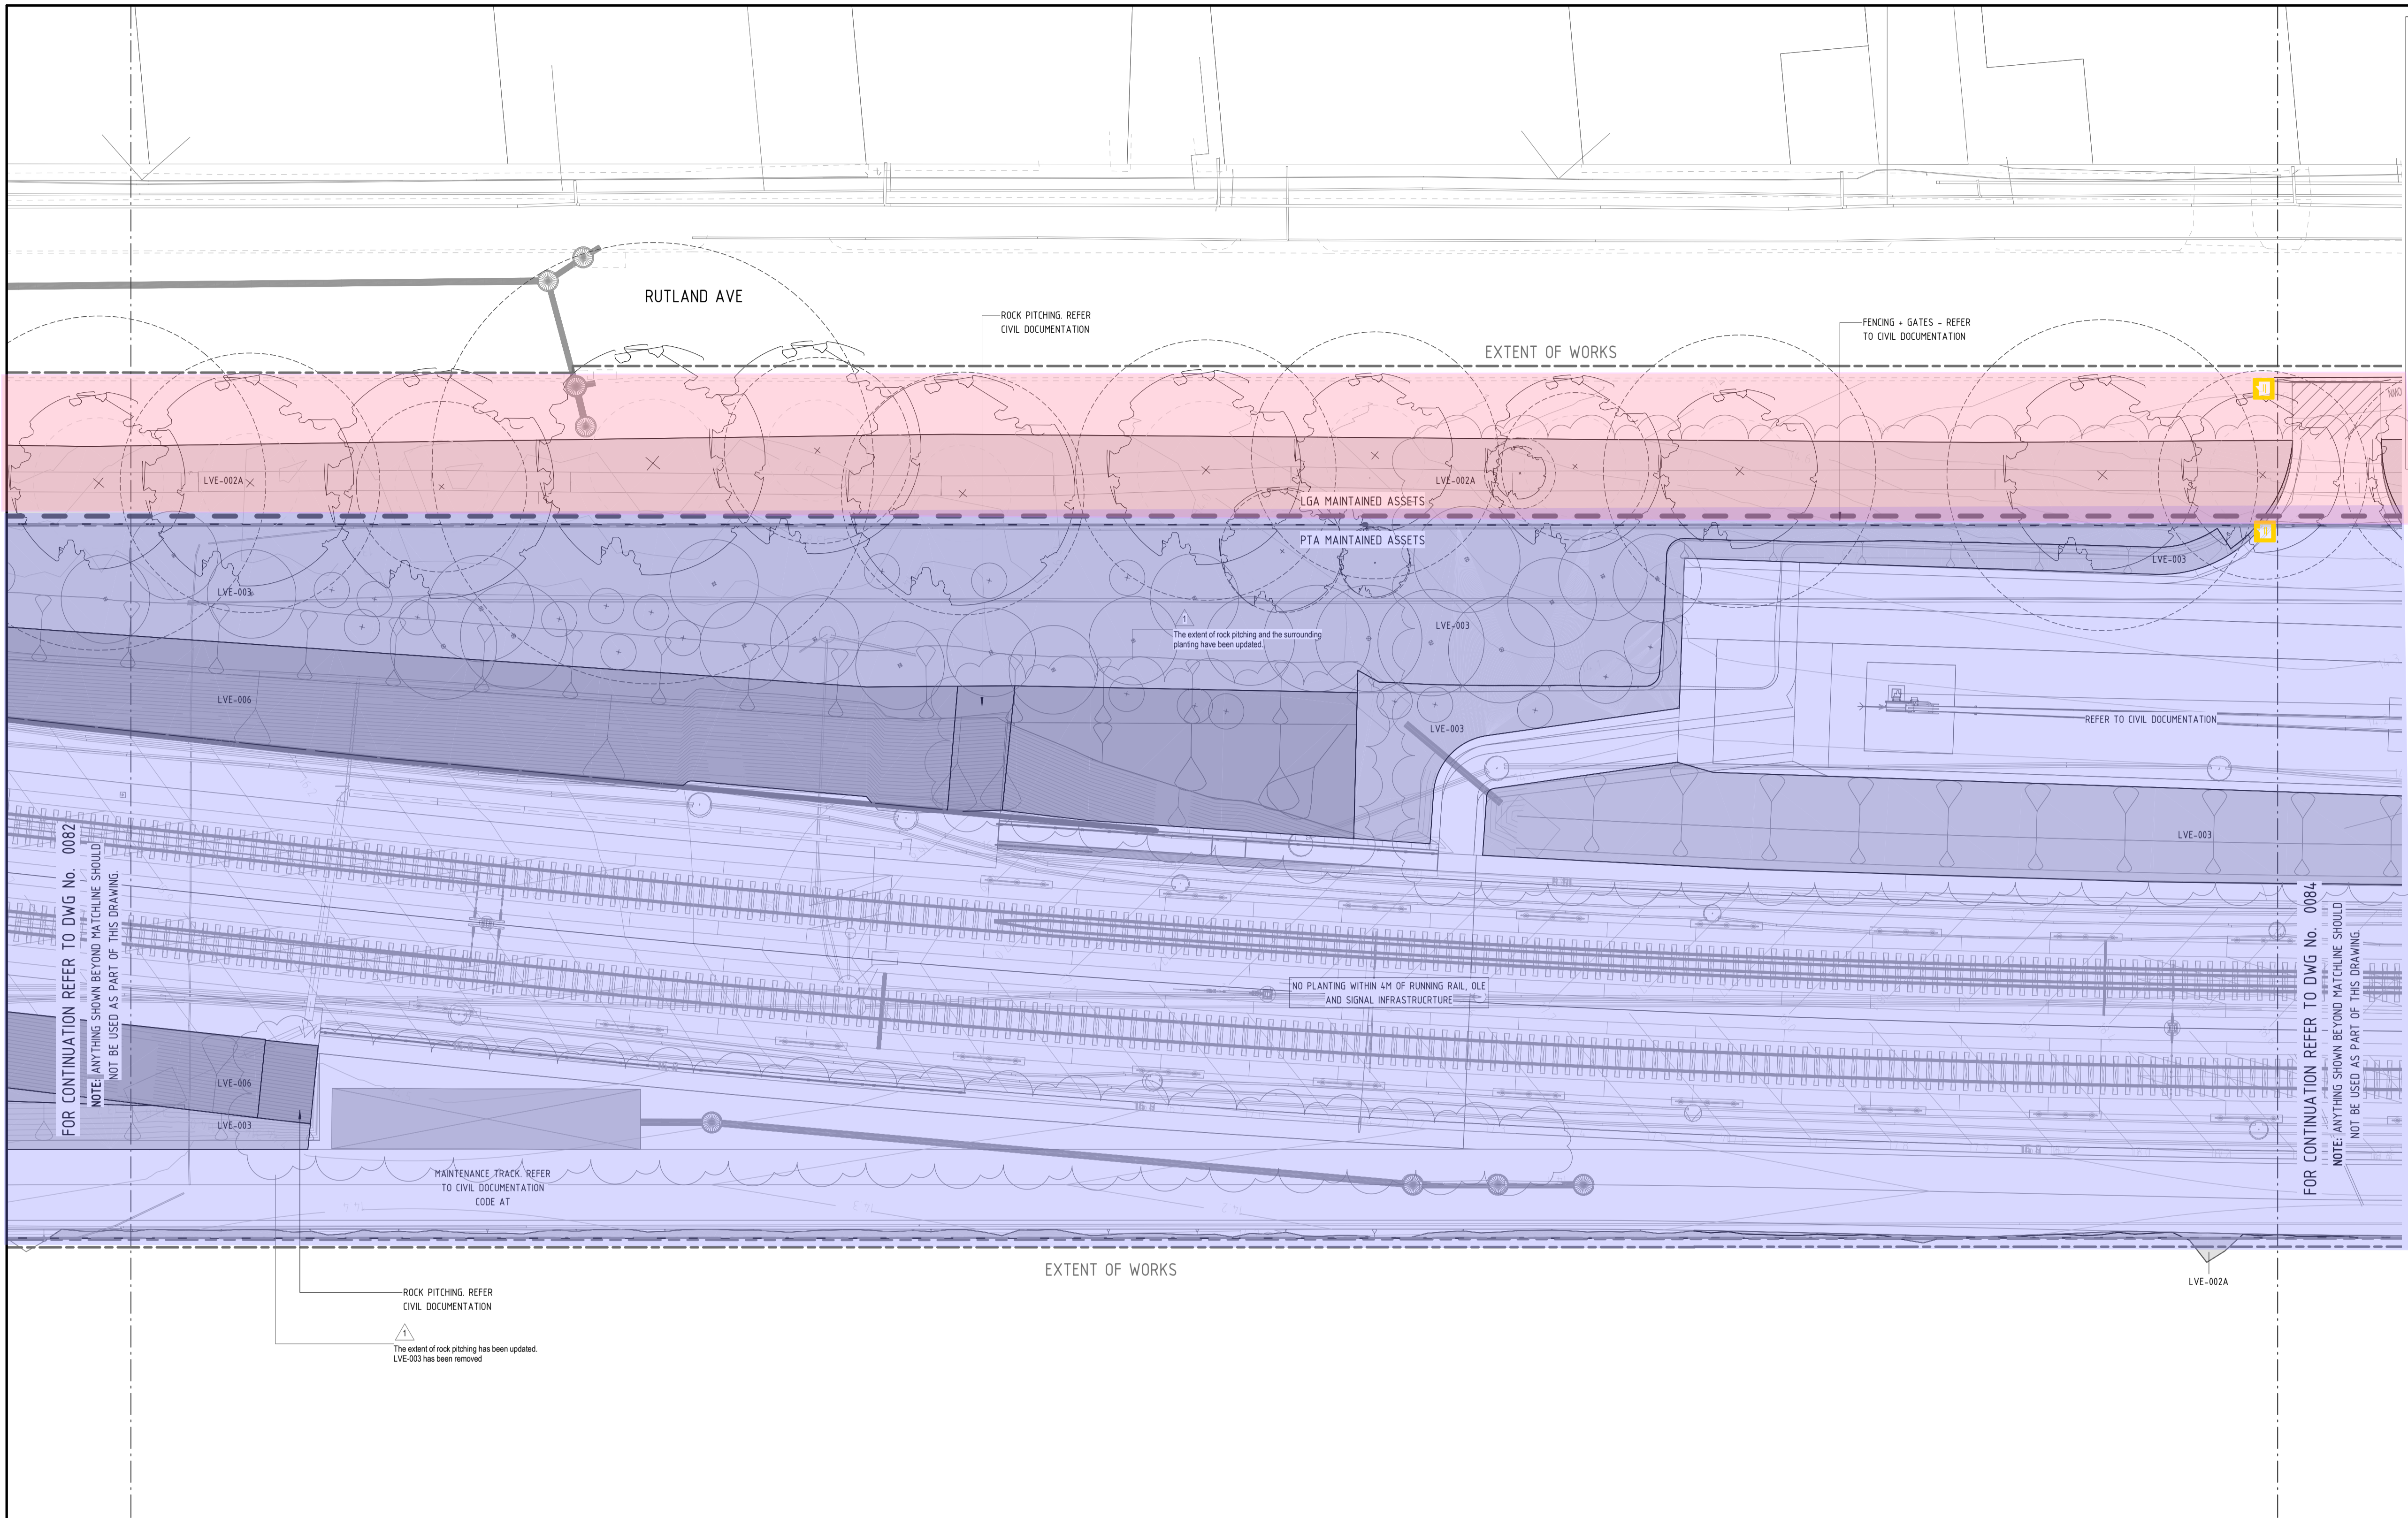 RUTLAND AVE
ROCK PITCHING. REFER
CIVIL DOCUMENTATION
EXTENT OF WORKS
FENCING + GATES - REFER
TO CIVIL DOCUMENTATION
LVE-002A
LVE-002A
LGA MAINTAINED ASSETS
PTA MAINTAINED ASSETS
LVE-003
LVE-003
LVE-003
1
The extent of rock pitching and the surrounding
planting have been updated.
LVE-006
LVE-003
REFER TO CIVIL DOCUMENTATION
LVE-003
FOR CONTINUATION REFER TO DWG No. 0082
NOTE: ANYTHING SHOWN BEYOND MATCHLINE SHOULD
NOT BE USED AS PART OF THIS DRAWING.
NO PLANTING WITHIN 4M OF RUNNING RAIL, OLE
AND SIGNAL INFRASTRUCRTURE
FOR CONTINUATION REFER TO DWG No. 0084
NOTE: ANYTHING SHOWN BEYOND MATCHLINE SHOULD
NOT BE USED AS PART OF THIS DRAWING.
LVE-006
LVE-003
MAINTENANCE TRACK. REFER
TO CIVIL DOCUMENTATION
CODE AT
EXTENT OF WORKS
LVE-002A
ROCK PITCHING. REFER
CIVIL DOCUMENTATION
1
The extent of rock pitching has been updated.
LVE-003 has been removed